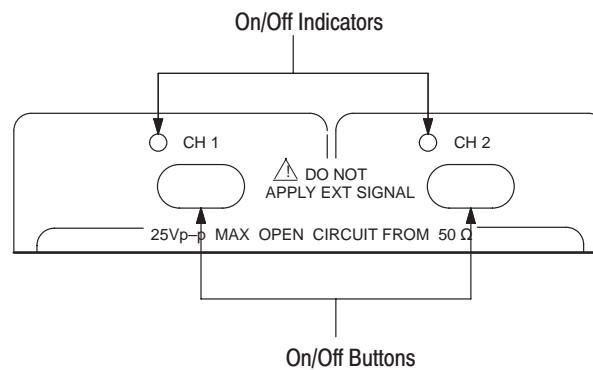 On/Off Indicators
CH 1
CH 2
⚠ DO NOT
APPLY EXT SIGNAL
25Vp–p MAX OPEN CIRCUIT FROM 50 Ω
On/Off Buttons